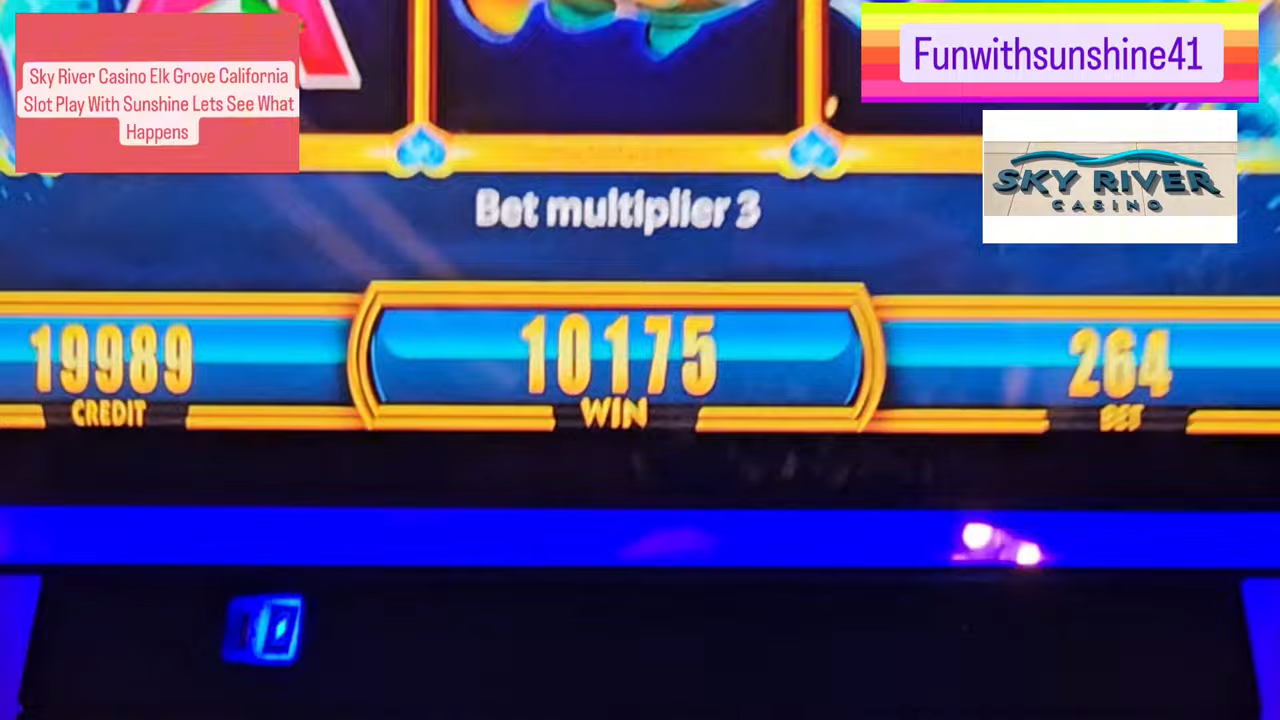 Sky River Casino Elk Grove California
Slot Play With Sunshine Lets See What
Happens
Funwithsunshine41
SKY RIVER
CASINO
Bet multiplier 3
19989
CREDIT
10175
WIN
264
BET